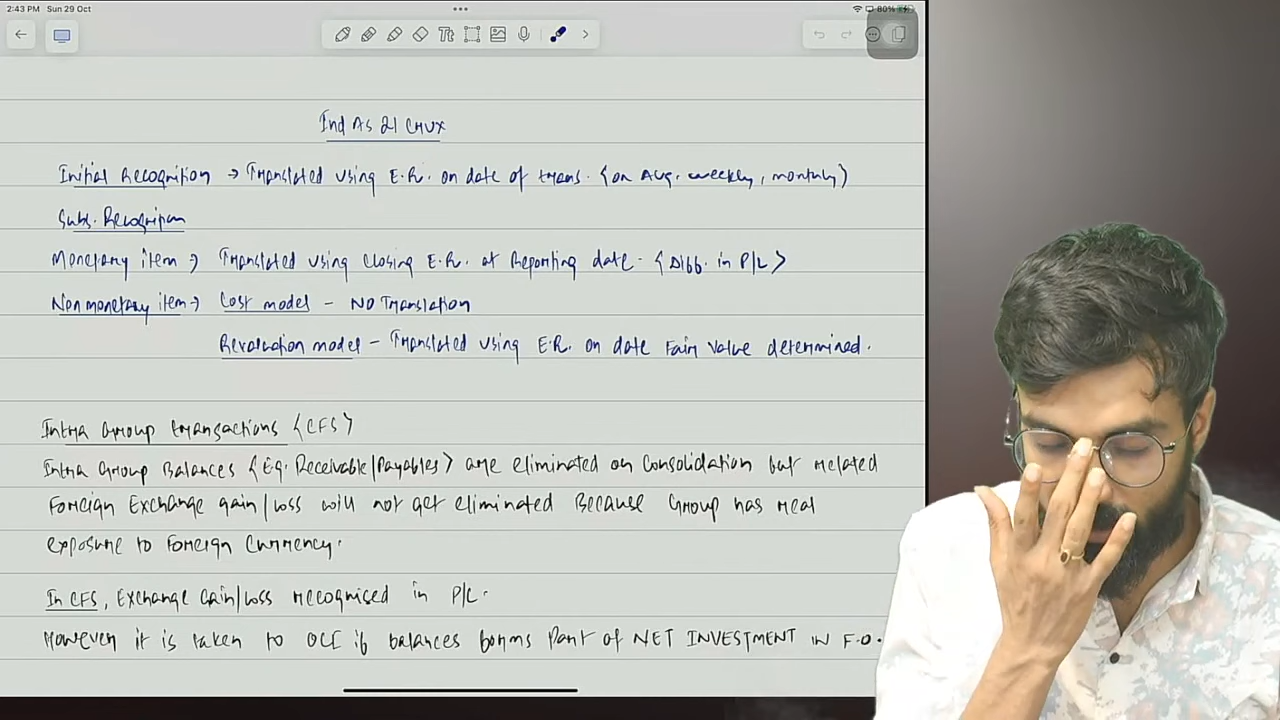 2:43 PM Sun 29 Oct
80%
Tt
Ind As 21 CRUX
Initial Recognition → Translated using E.R. on date of trans. {on Avg. weekly, monthly}
Subs. Recognition
Monetary item → Translated using closing E.R. at Reporting date. {Diff. in P/L}
Non monetary item → Cost model - No Translation
Revaluation model - Translated using E.R. on date Fair value determined.
Intra Group transactions {CFS}
Intra Group Balances {Eg. Receivable/Payables} are eliminated on consolidation but related
Foreign Exchange gain/loss will not get eliminated Because Group has real
exposure to Foreign Currency.
In CFS, Exchange Gain/loss recognised in P/L.
However it is taken to OCI if balances forms Part of NET INVESTMENT IN F.O.